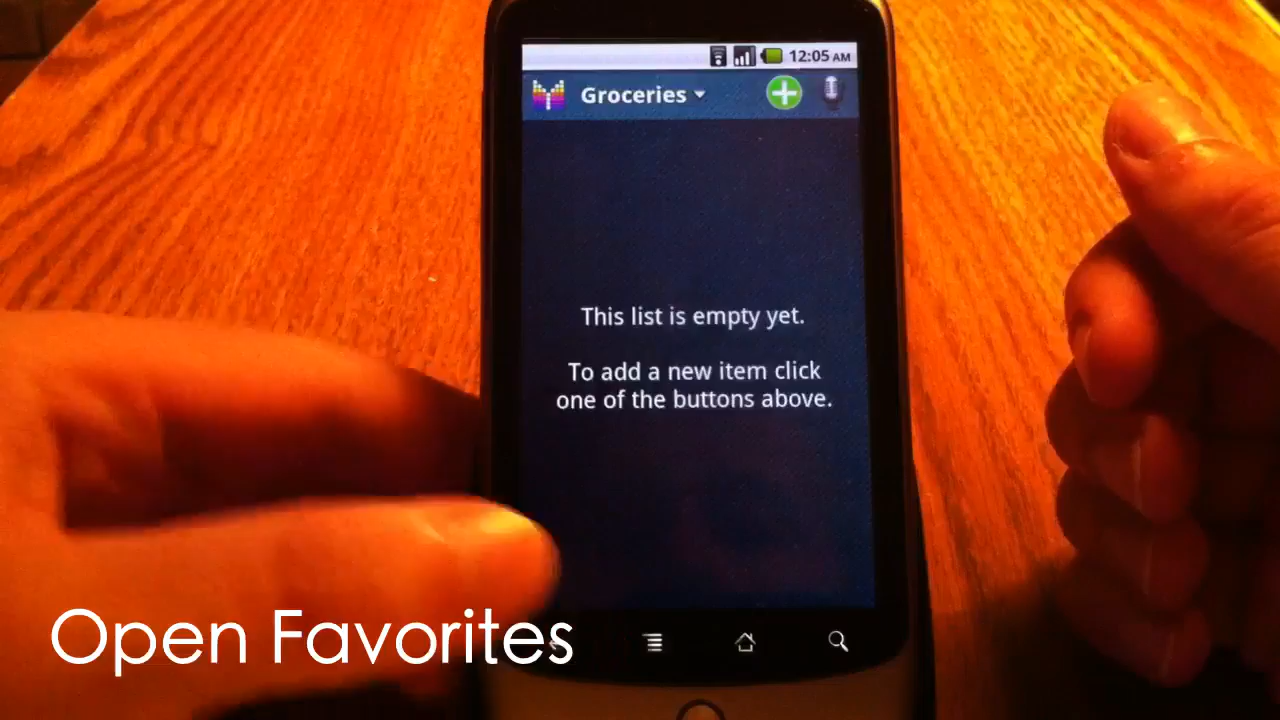 12:05 AM
Groceries
This list is empty yet.
To add a new item click
one of the buttons above.
Open Favorites